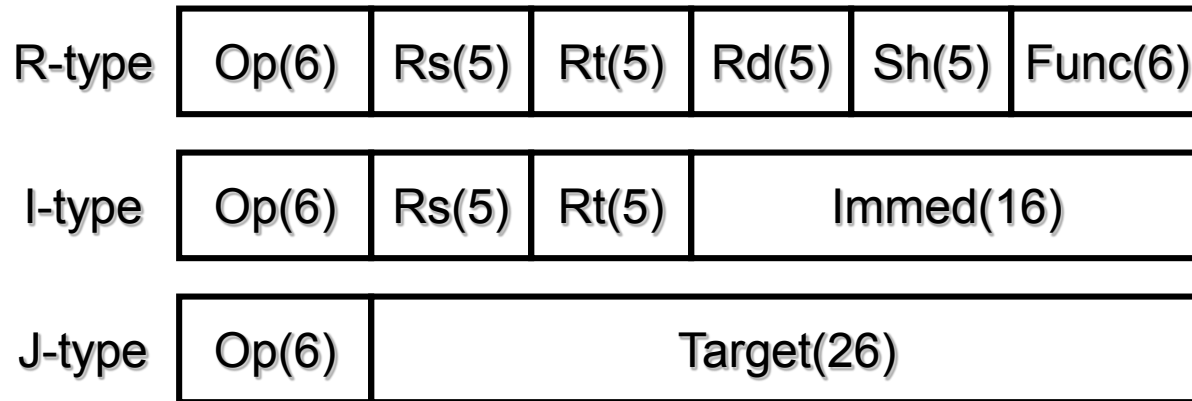 R-type Op(6) Rs(5) Rt(5) Rd(5) Sh(5) Func(6)
I-type Op(6) Rs(5) Rt(5) Immed(16)
J-type Op(6) Target(26)